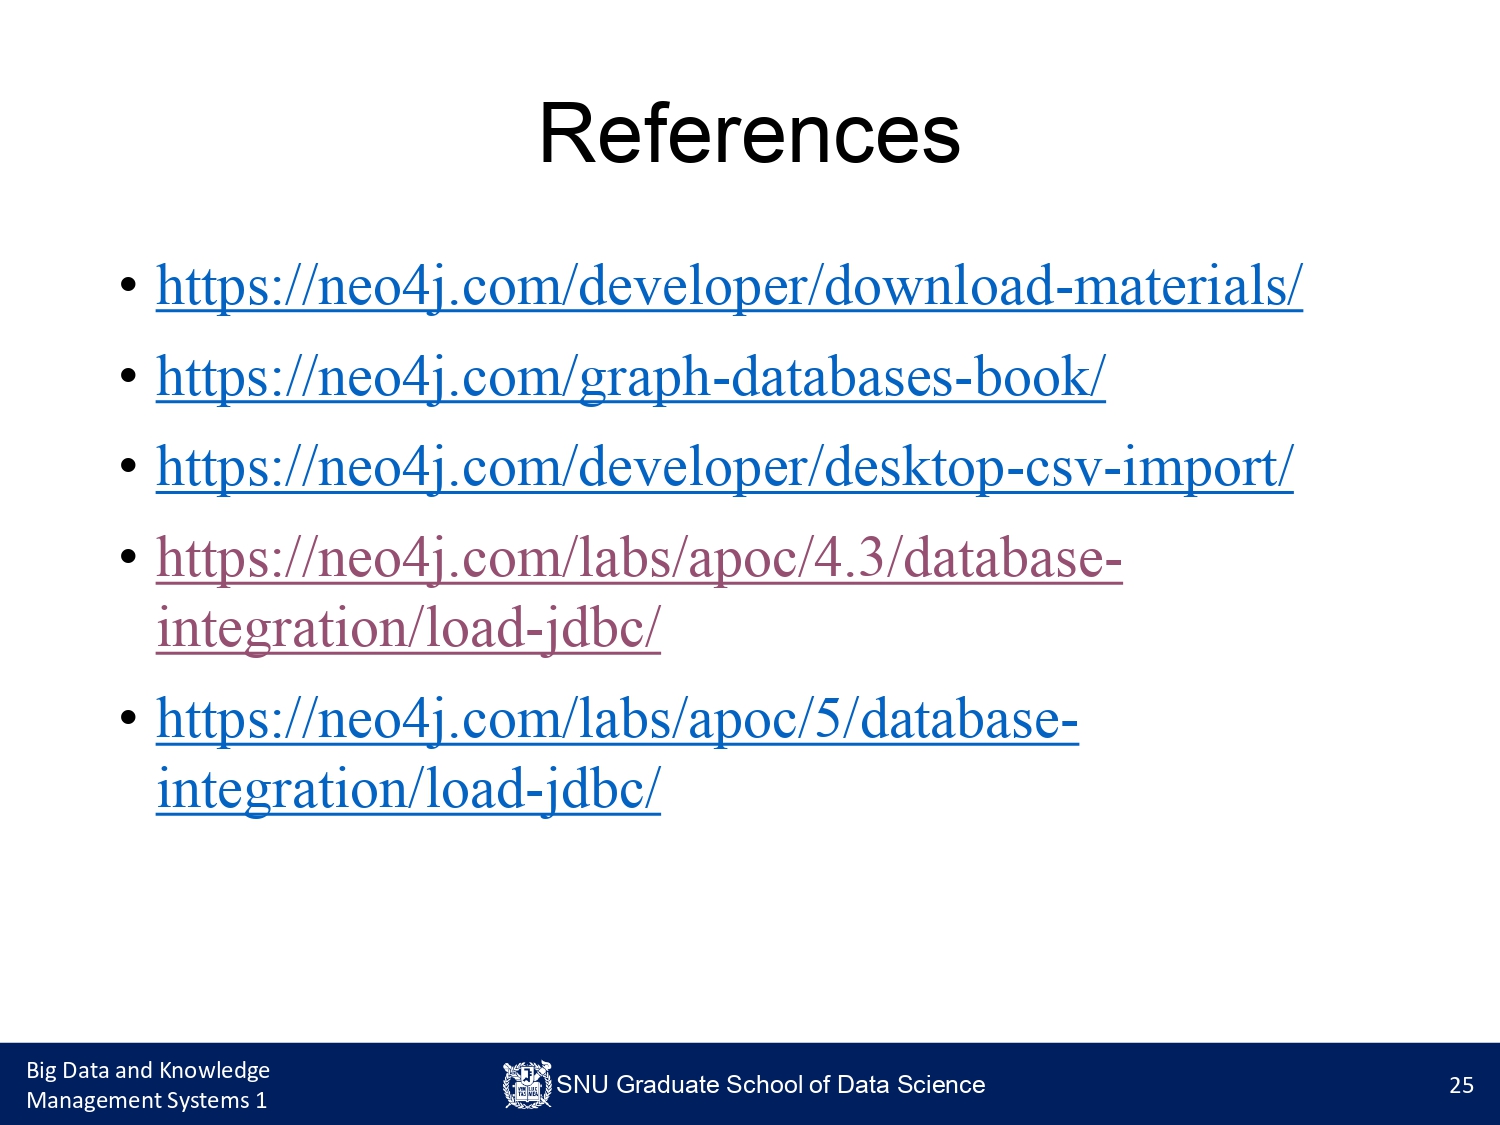 References
• https://neo4j.com/developer/download-materials/
• https://neo4j.com/graph-databases-book/
• https://neo4j.com/developer/desktop-csv-import/
• https://neo4j.com/labs/apoc/4.3/database-
integration/load-jdbc/
• https://neo4j.com/labs/apoc/5/database-
integration/load-jdbc/
Big Data and Knowledge
Management Systems 1
SNU Graduate School of Data Science
25